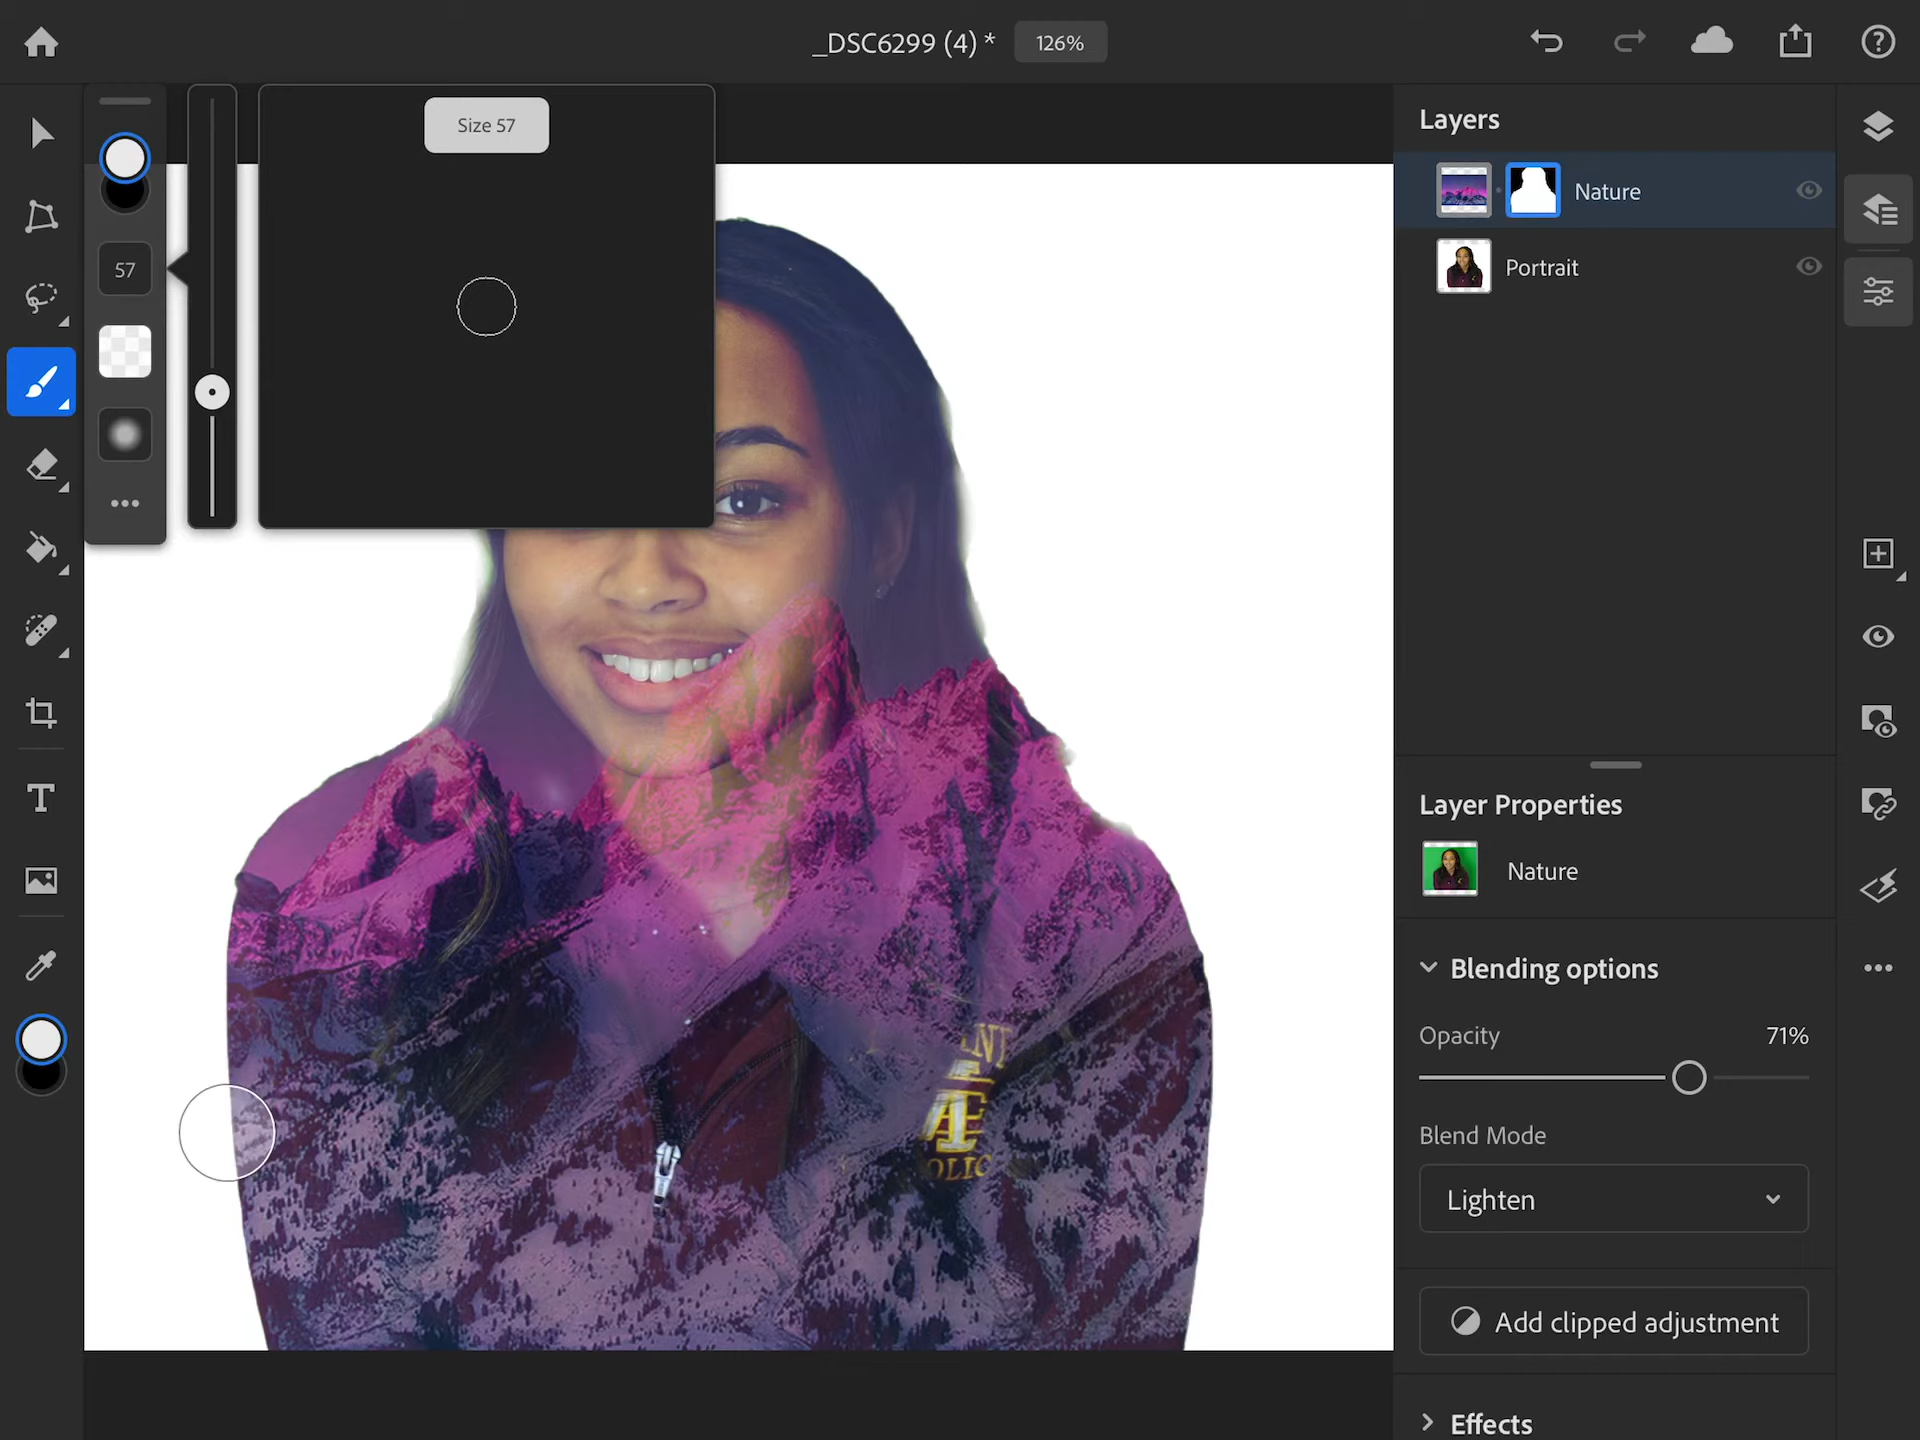 _DSC6299 (4) *
126%
Size 57
57
Layers
Nature
Portrait
Layer Properties
Nature
Blending options
Opacity
71%
Blend Mode
Lighten
Add clipped adjustment
Effects
T